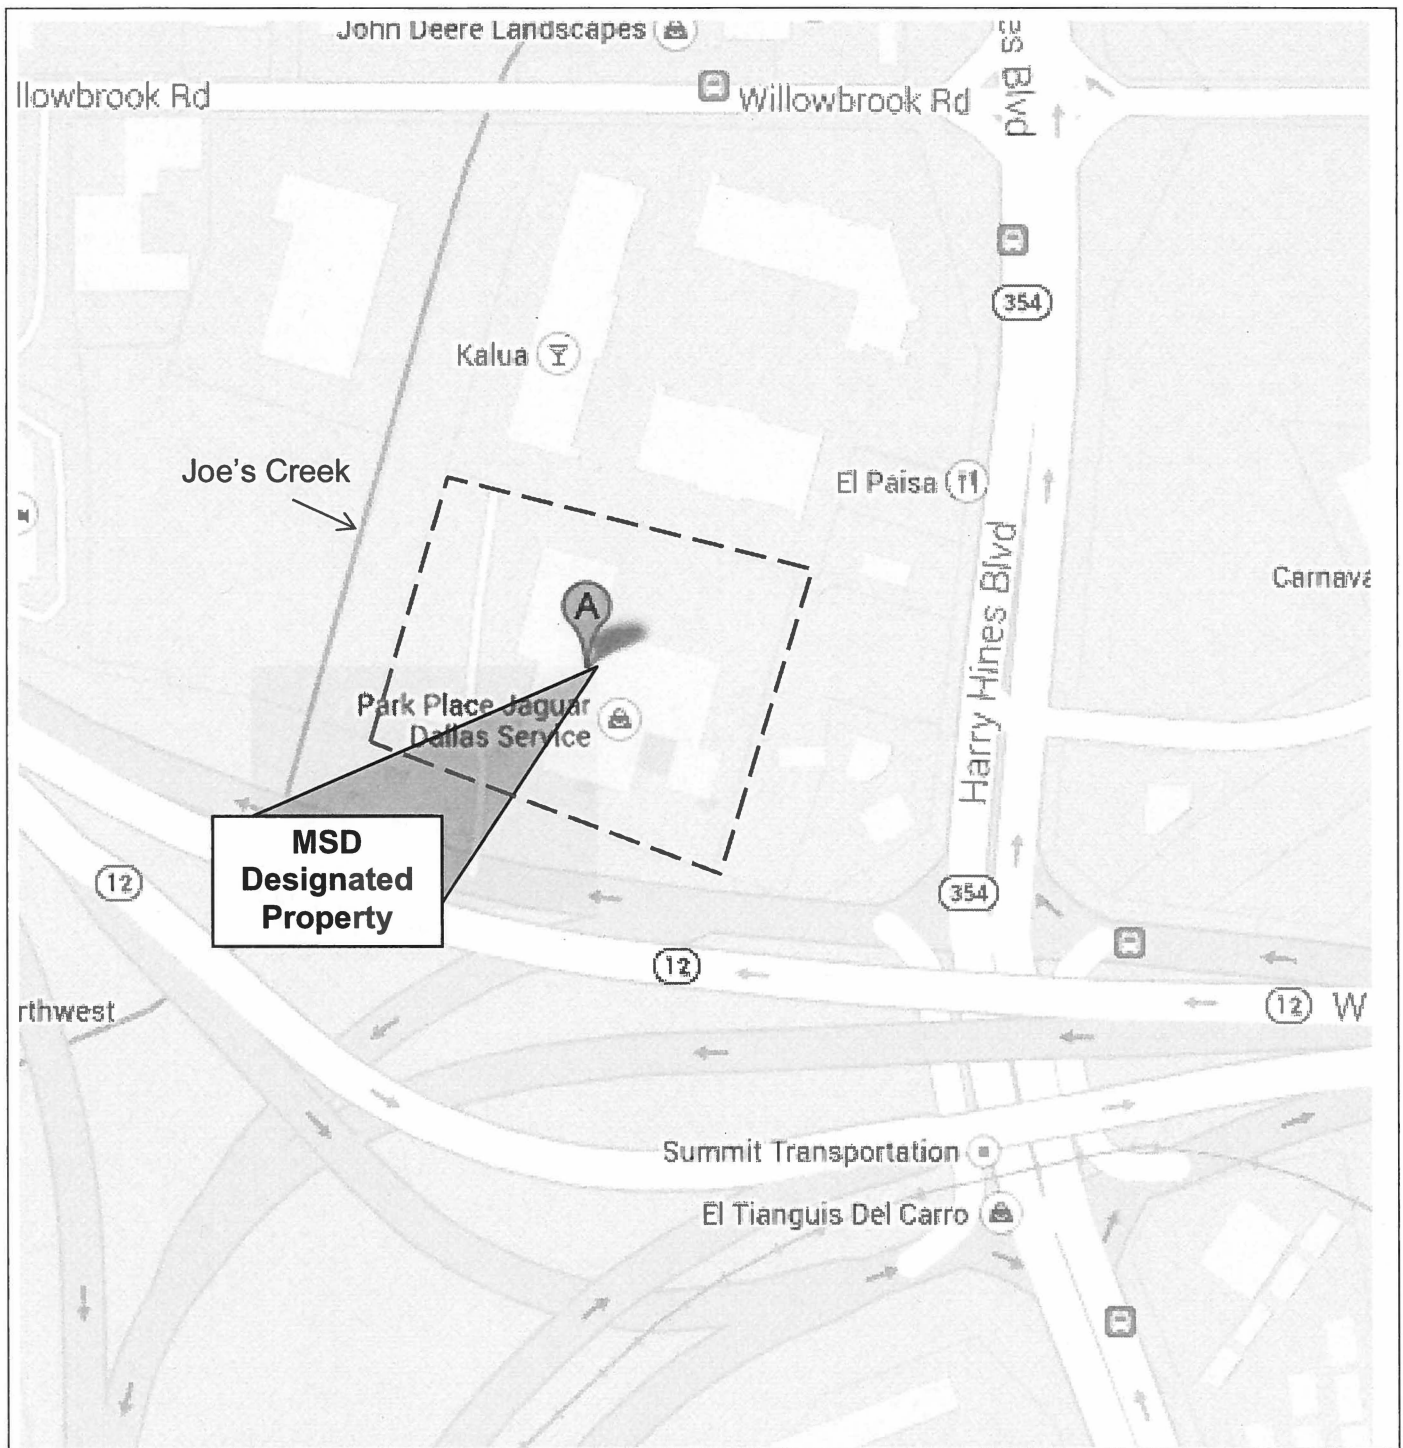 John Deere Landscapes
llowbrook Rd
Willowbrook Rd
es Blvd
354
Kalua
Joe's Creek
El Paisa
Harry Hines Blvd
Carnava
A
Park Place Jaguar
Dallas Service
MSD
Designated
Property
12
354
12
12 W
rthwest
Summit Transportation
El Tianguis Del Carro